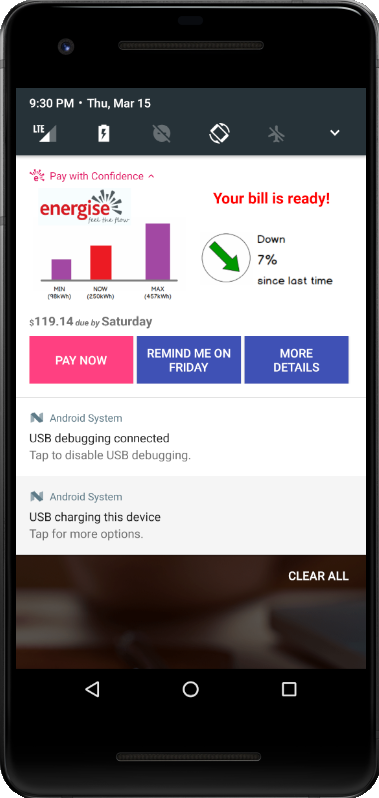 9:30 PM • Thu, Mar 15
LTE
Pay with Confidence
energise
feel the flow
Your bill is ready!
MIN
(98kWh)
NOW
(250kWh)
MAX
(457kWh)
Down
7%
since last time
$119.14 due by Saturday
PAY NOW
REMIND ME ON
FRIDAY
MORE
DETAILS
Android System
USB debugging connected
Tap to disable USB debugging.
Android System
USB charging this device
Tap for more options.
CLEAR ALL